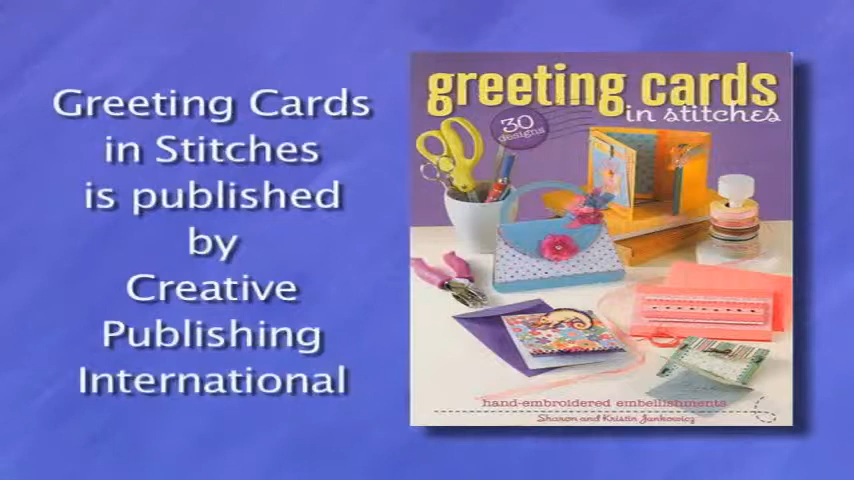 Greeting Cards
in Stitches
is published
by
Creative
Publishing
International
greeting cards
in stitches
30
designs
hand-embroidered embellishments
Sharon and Kristin Jankowicz